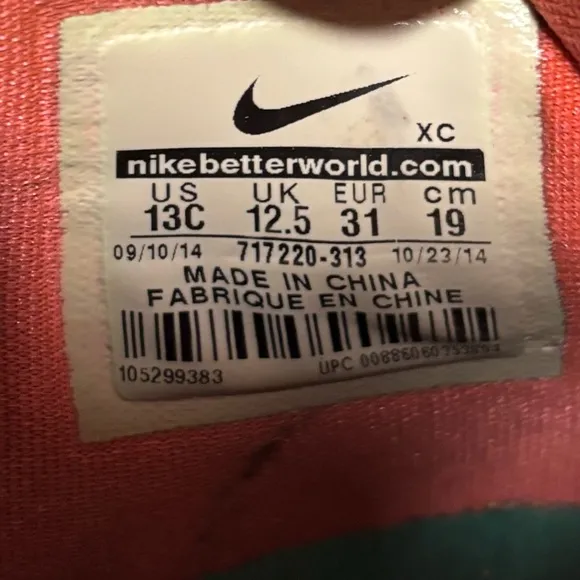 XC
nikebetterworld.com
US UK EUR cm
13C 12.5 31 19
09/10/14 717220-313 10/23/14
MADE IN CHINA
FABRIQUE EN CHINE
105299383 UPC